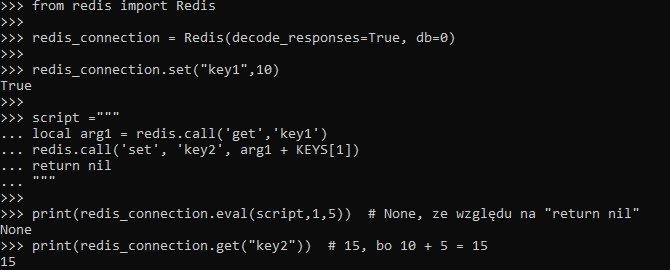 >>> from redis import Redis
>>>
>>> redis_connection = Redis(decode_responses=True, db=0)
>>>
>>> redis_connection.set("key1",10)
True
>>>
>>> script ="""
... local arg1 = redis.call('get','key1')
... redis.call('set', 'key2', arg1 + KEYS[1])
... return nil
... """
>>>
>>> print(redis_connection.eval(script,1,5))  # None, ze względu na "return nil"
None
>>> print(redis_connection.get("key2"))  # 15, bo 10 + 5 = 15
15